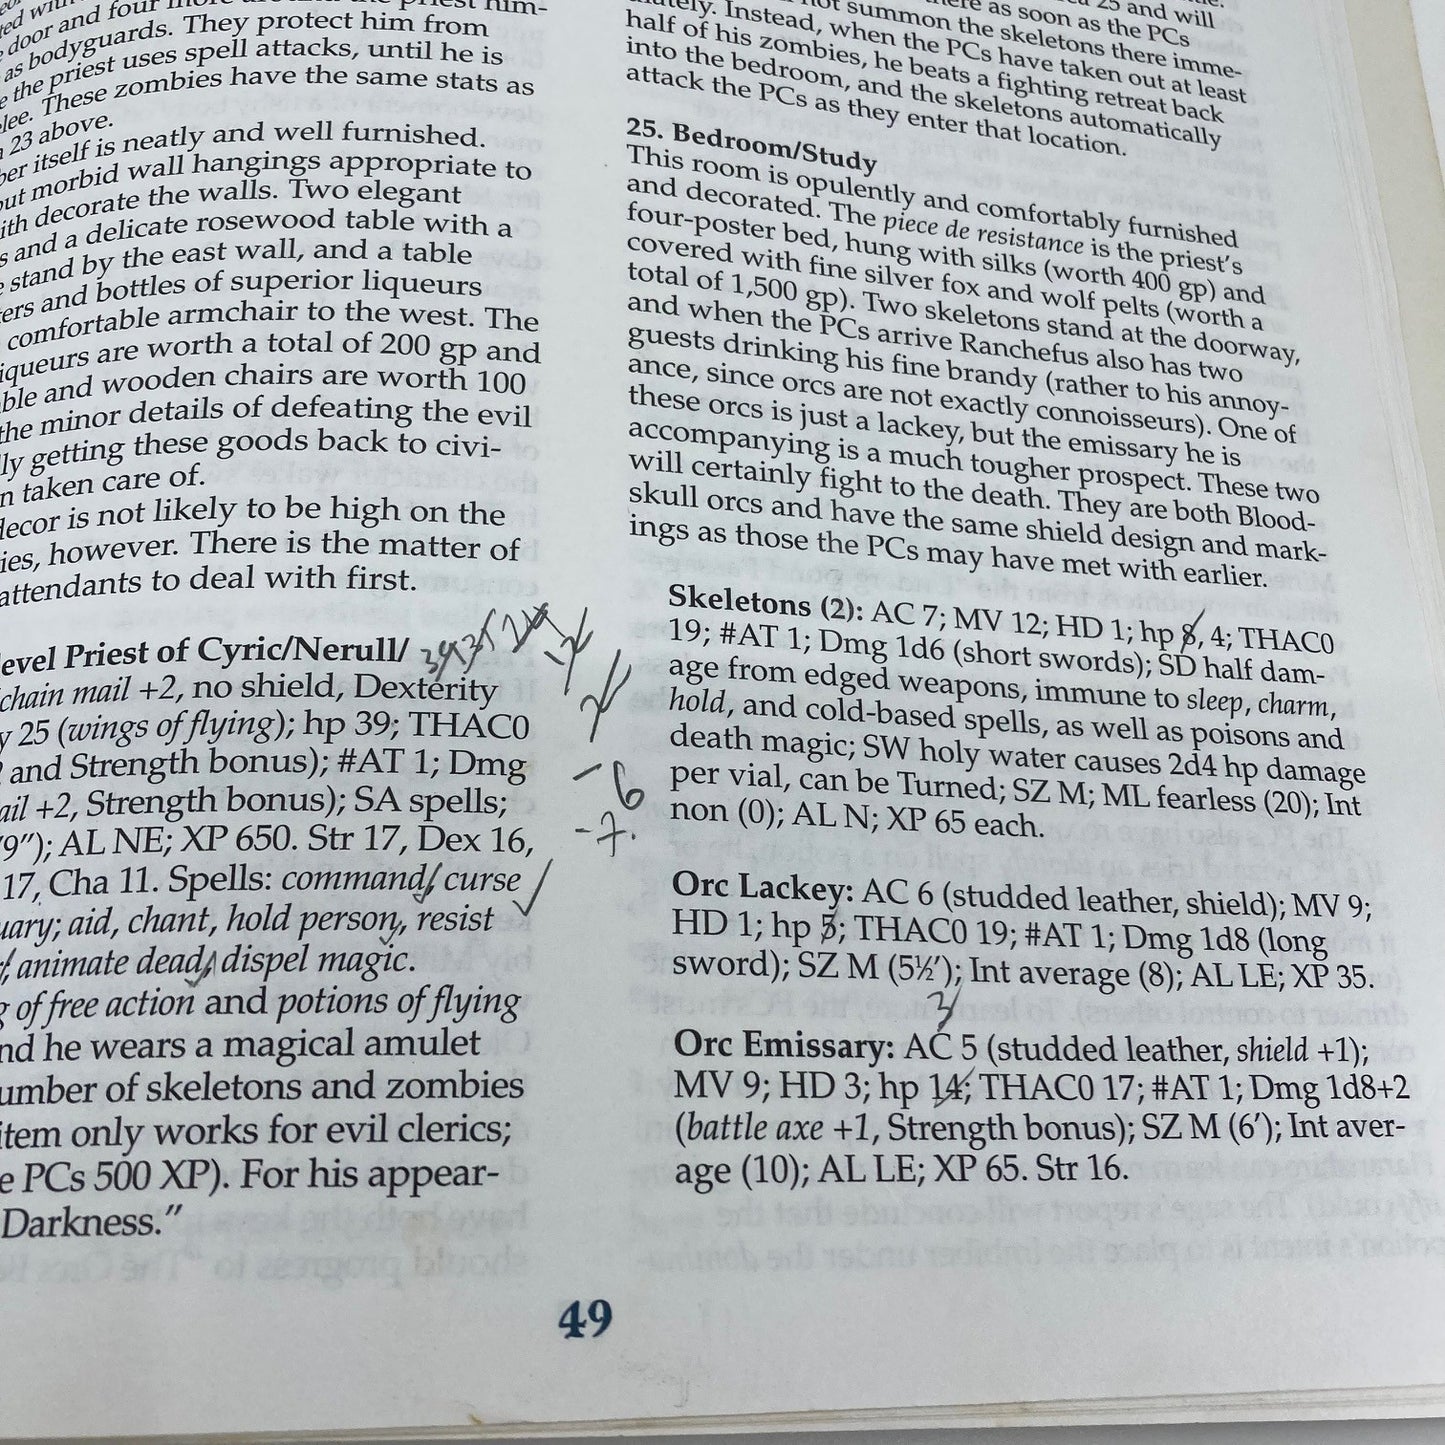 door and four
as bodyguards. They protect him from
the priest uses spell attacks, until he is
These zombies have the same stats as
23 above.
itself is neatly and well furnished.
morbid wall hangings appropriate to
decorate the walls. Two elegant
and a delicate rosewood table with a
stand by the east wall, and a table
and bottles of superior liqueurs
comfortable armchair to the west. The
are worth a total of 200 gp and
and wooden chairs are worth 100
the minor details of defeating the evil
getting these goods back to civi-
taken care of.
decor is not likely to be high on the
however. There is the matter of
attendants to deal with first.
level Priest of Cyric/Nerull/
chain mail +2, no shield, Dexterity
25 (wings of flying); hp 39; THAC0
and Strength bonus); #AT 1; Dmg
+2, Strength bonus); SA spells;
9″); AL NE; XP 650. Str 17, Dex 16,
17, Cha 11. Spells: command, curse
aid, chant, hold person, resist
animate dead, dispel magic.
of free action and potions of flying
he wears a magical amulet
number of skeletons and zombies
item only works for evil clerics;
PCs 500 XP). For his appear-
Darkness.”
-6
-7.
25 and will
as soon as the PCs
not summon the skeletons there imme-
Instead, when the PCs have taken out at least
half of his zombies, he beats a fighting retreat back
into the bedroom, and the skeletons automatically
attack the PCs as they enter that location.
25. Bedroom/Study
This room is opulently and comfortably furnished
and decorated. The piece de resistance is the priest’s
four-poster bed, hung with silks (worth 400 gp) and
covered with fine silver fox and wolf pelts (worth a
total of 1,500 gp). Two skeletons stand at the doorway,
and when the PCs arrive Ranchefus also has two
guests drinking his fine brandy (rather to his annoy-
ance, since orcs are not exactly connoisseurs). One of
these orcs is just a lackey, but the emissary he is
accompanying is a much tougher prospect. These two
will certainly fight to the death. They are both Blood-
skull orcs and have the same shield design and mark-
ings as those the PCs may have met with earlier.
Skeletons (2): AC 7; MV 12; HD 1; hp 8, 4; THAC0
19; #AT 1; Dmg 1d6 (short swords); SD half dam-
age from edged weapons, immune to sleep, charm,
hold, and cold-based spells, as well as poisons and
death magic; SW holy water causes 2d4 hp damage
per vial, can be Turned; SZ M; ML fearless (20); Int
non (0); AL N; XP 65 each.
Orc Lackey: AC 6 (studded leather, shield); MV 9;
HD 1; hp 5; THAC0 19; #AT 1; Dmg 1d8 (long
sword); SZ M (5½′); Int average (8); AL LE; XP 35.
3
Orc Emissary: AC 5 (studded leather, shield +1);
MV 9; HD 3; hp 14; THAC0 17; #AT 1; Dmg 1d8+2
(battle axe +1, Strength bonus); SZ M (6′); Int aver-
age (10); AL LE; XP 65. Str 16.
49